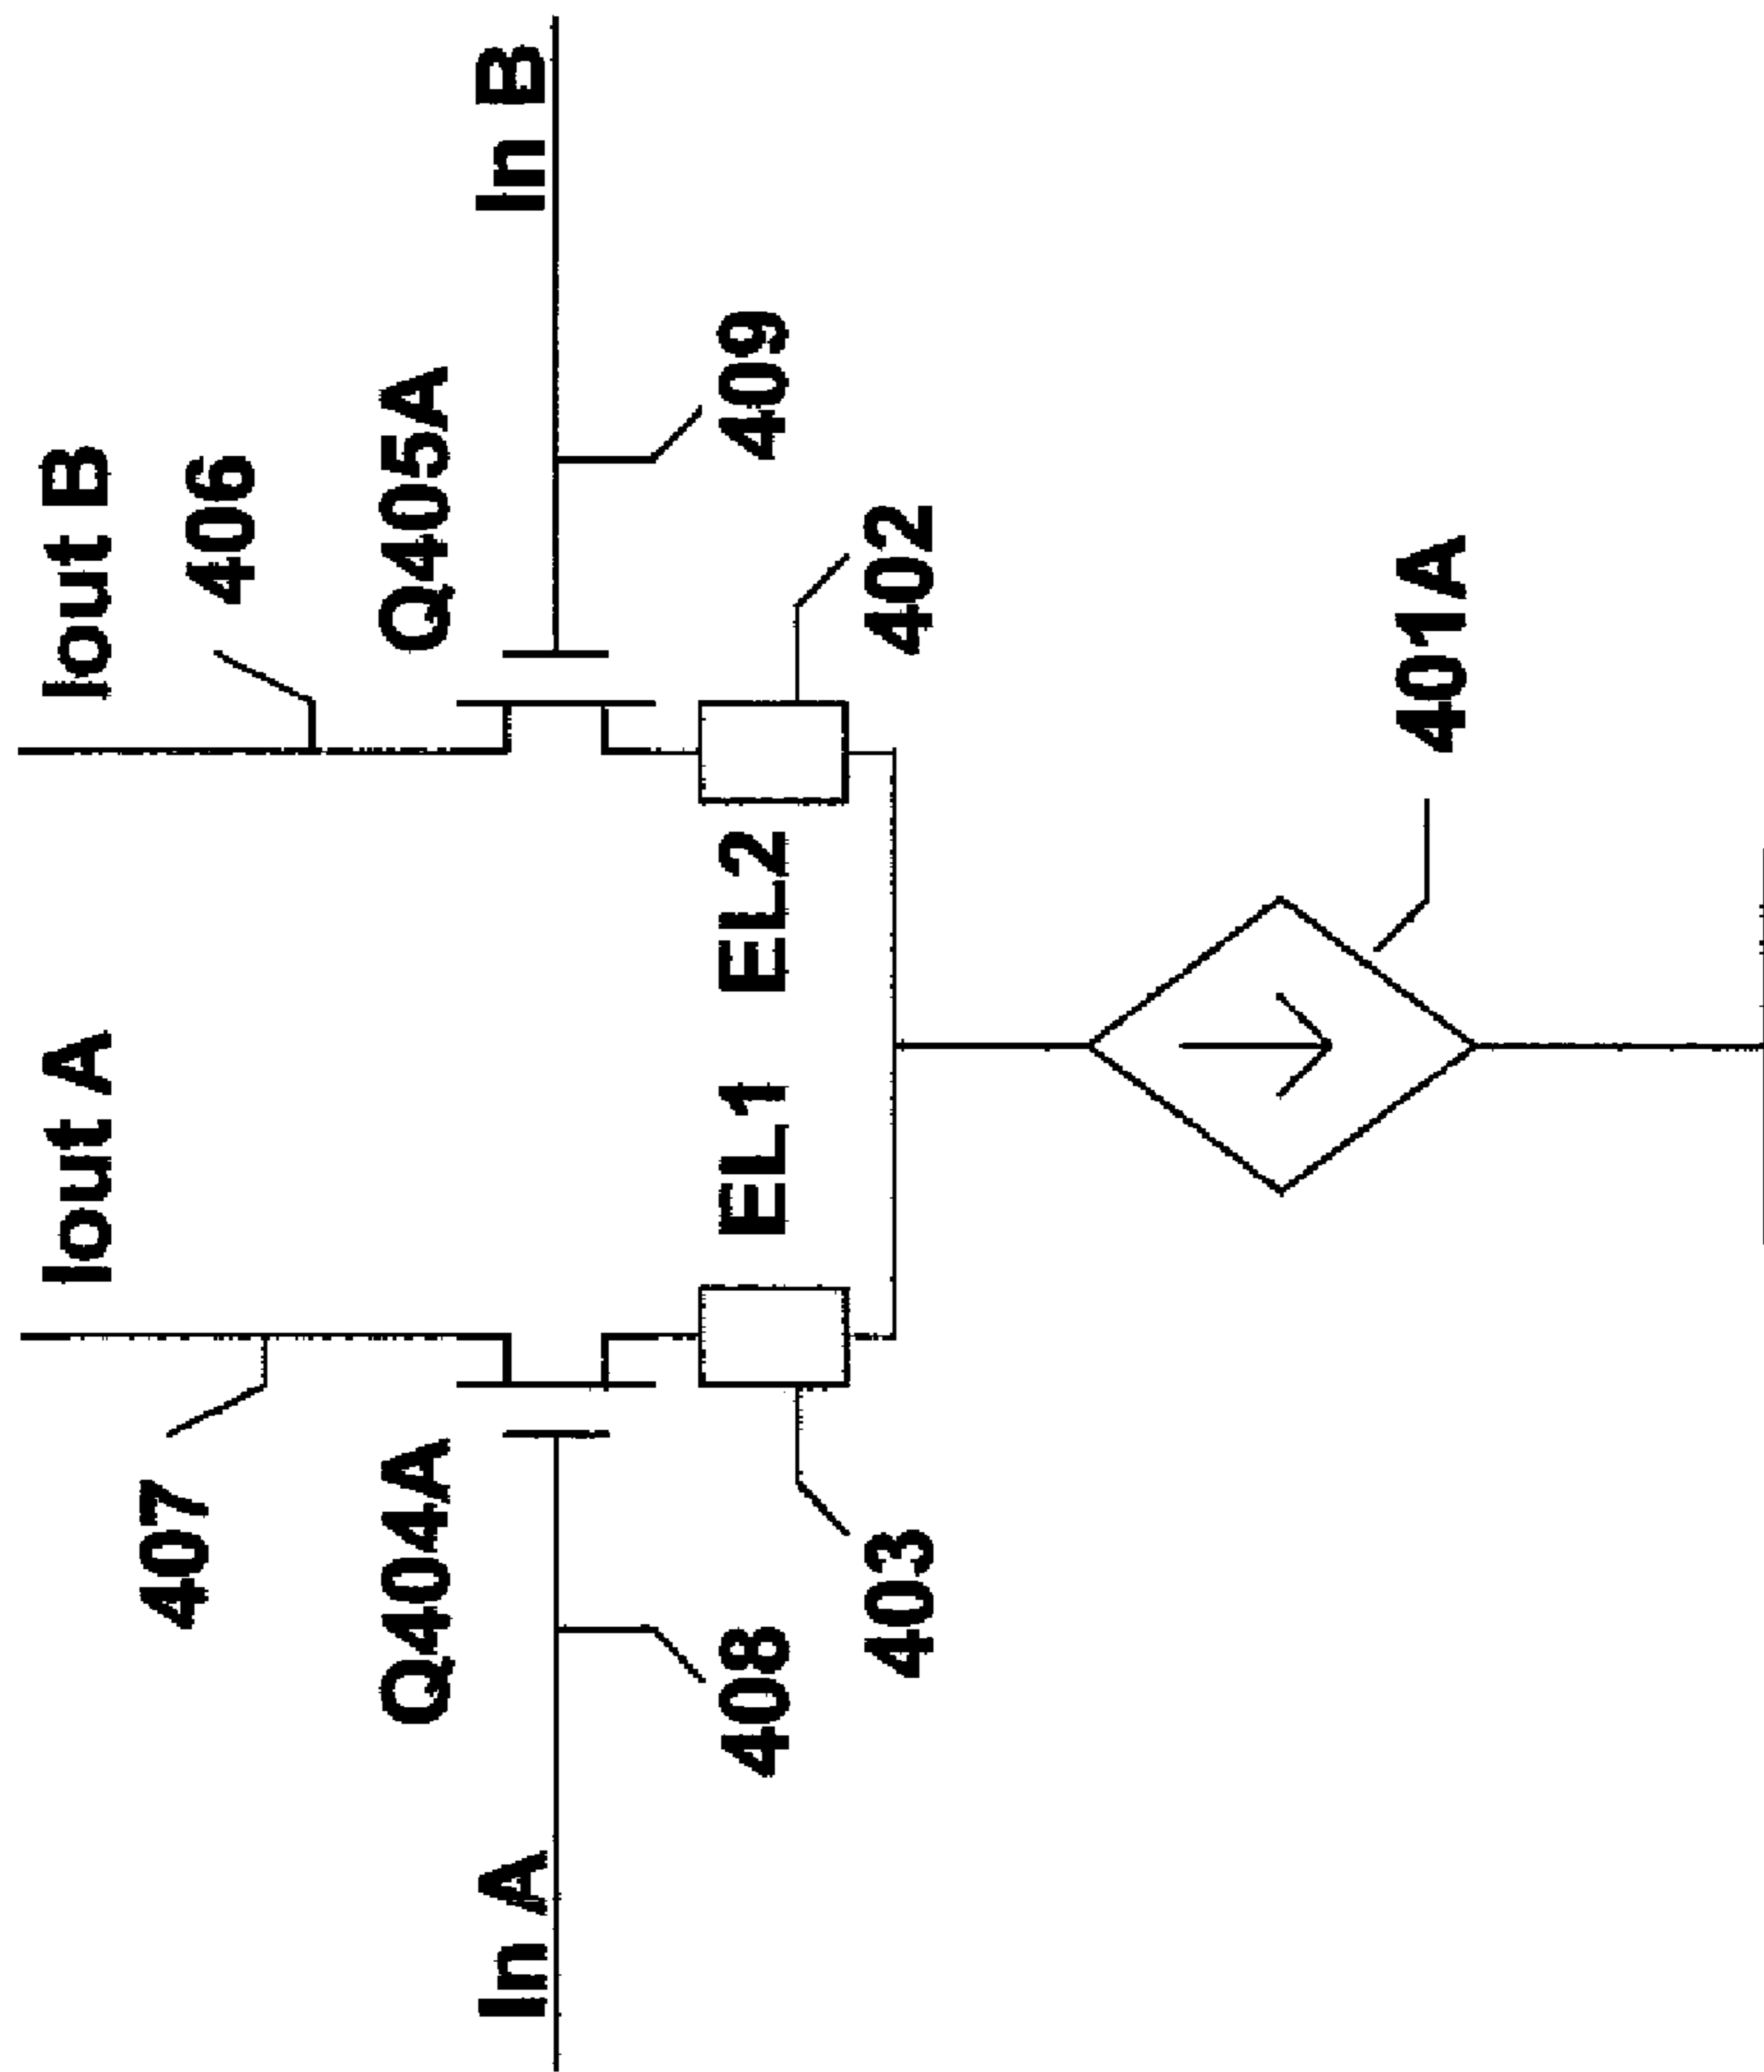 Iout A
Iout B
407
406
Q404A
Q405A
In A
In B
408
EL1
EL2
409
403
402
401A